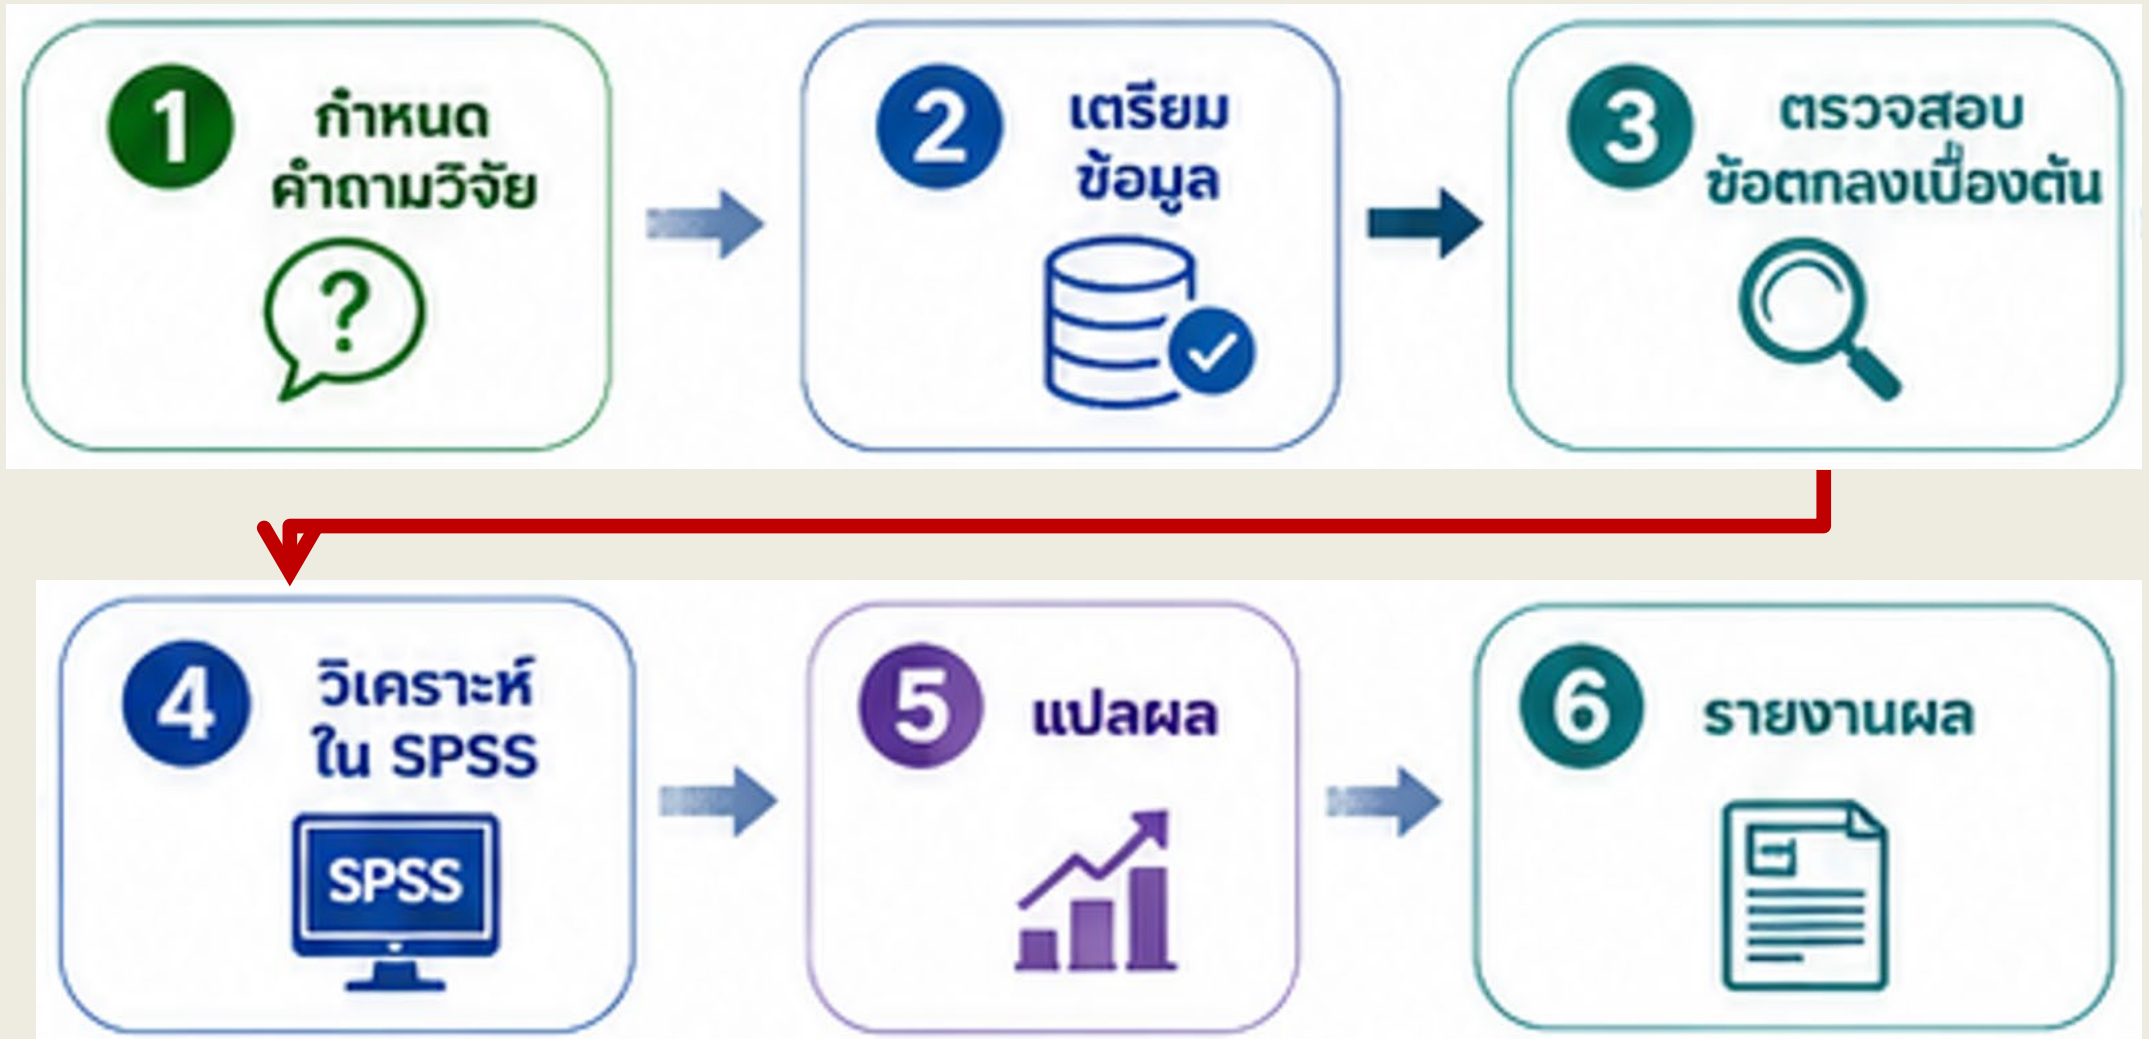 1
กำหนด
คำถามวิจัย
?
2
เตรียม
ข้อมูล
3
ตรวจสอบ
ข้อตกลงเบื้องต้น
4
วิเคราะห์
ใน SPSS
SPSS
5
แปลผล
6
รายงานผล